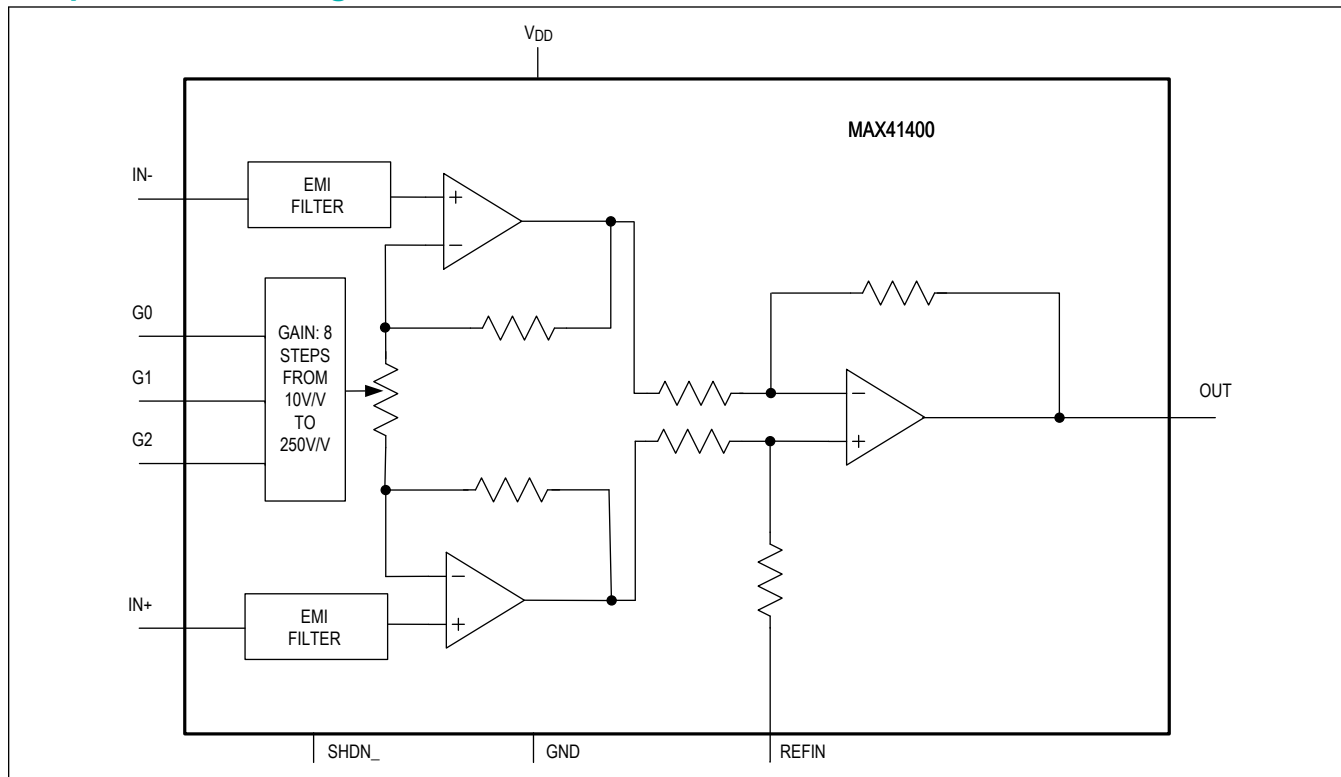 VDD
MAX41400
IN-
EMI
FILTER
+
−
G0
G1
G2
GAIN: 8
STEPS
FROM
10V/V
TO
250V/V
−
+
OUT
−
+
IN+
EMI
FILTER
SHDN_
GND
REFIN